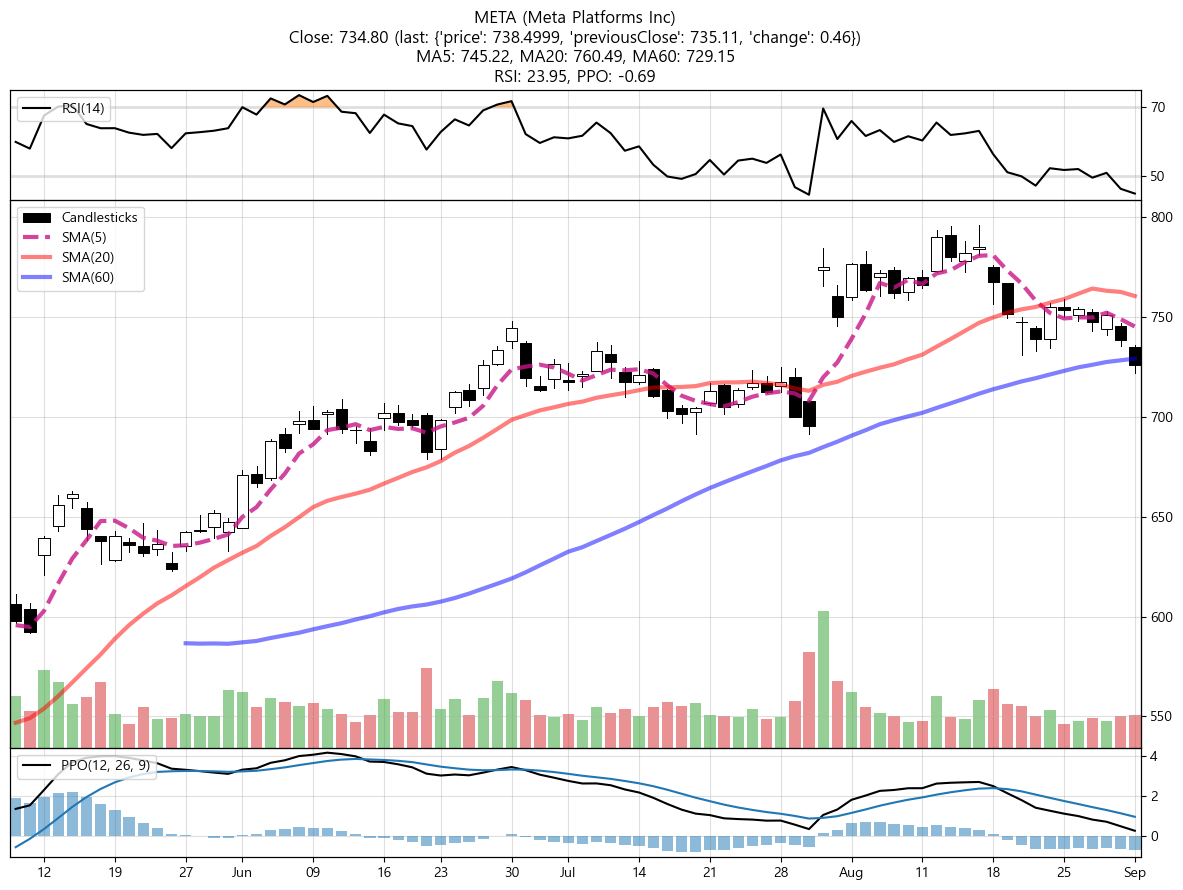 META (Meta Platforms Inc)
Close: 734.80 (last: {'price': 738.4999, 'previousClose': 735.11, 'change': 0.46})
MA5: 745.22, MA20: 760.49, MA60: 729.15
RSI: 23.95, PPO: -0.69
RSI(14)
70
50
Candlesticks
SMA(5)
SMA(20)
SMA(60)
800
750
700
650
600
550
PPO(12, 26, 9)
4
2
0
12 19 27 Jun 09 16 23 30 Jul 08 14 21 28 Aug 11 18 25 Sep